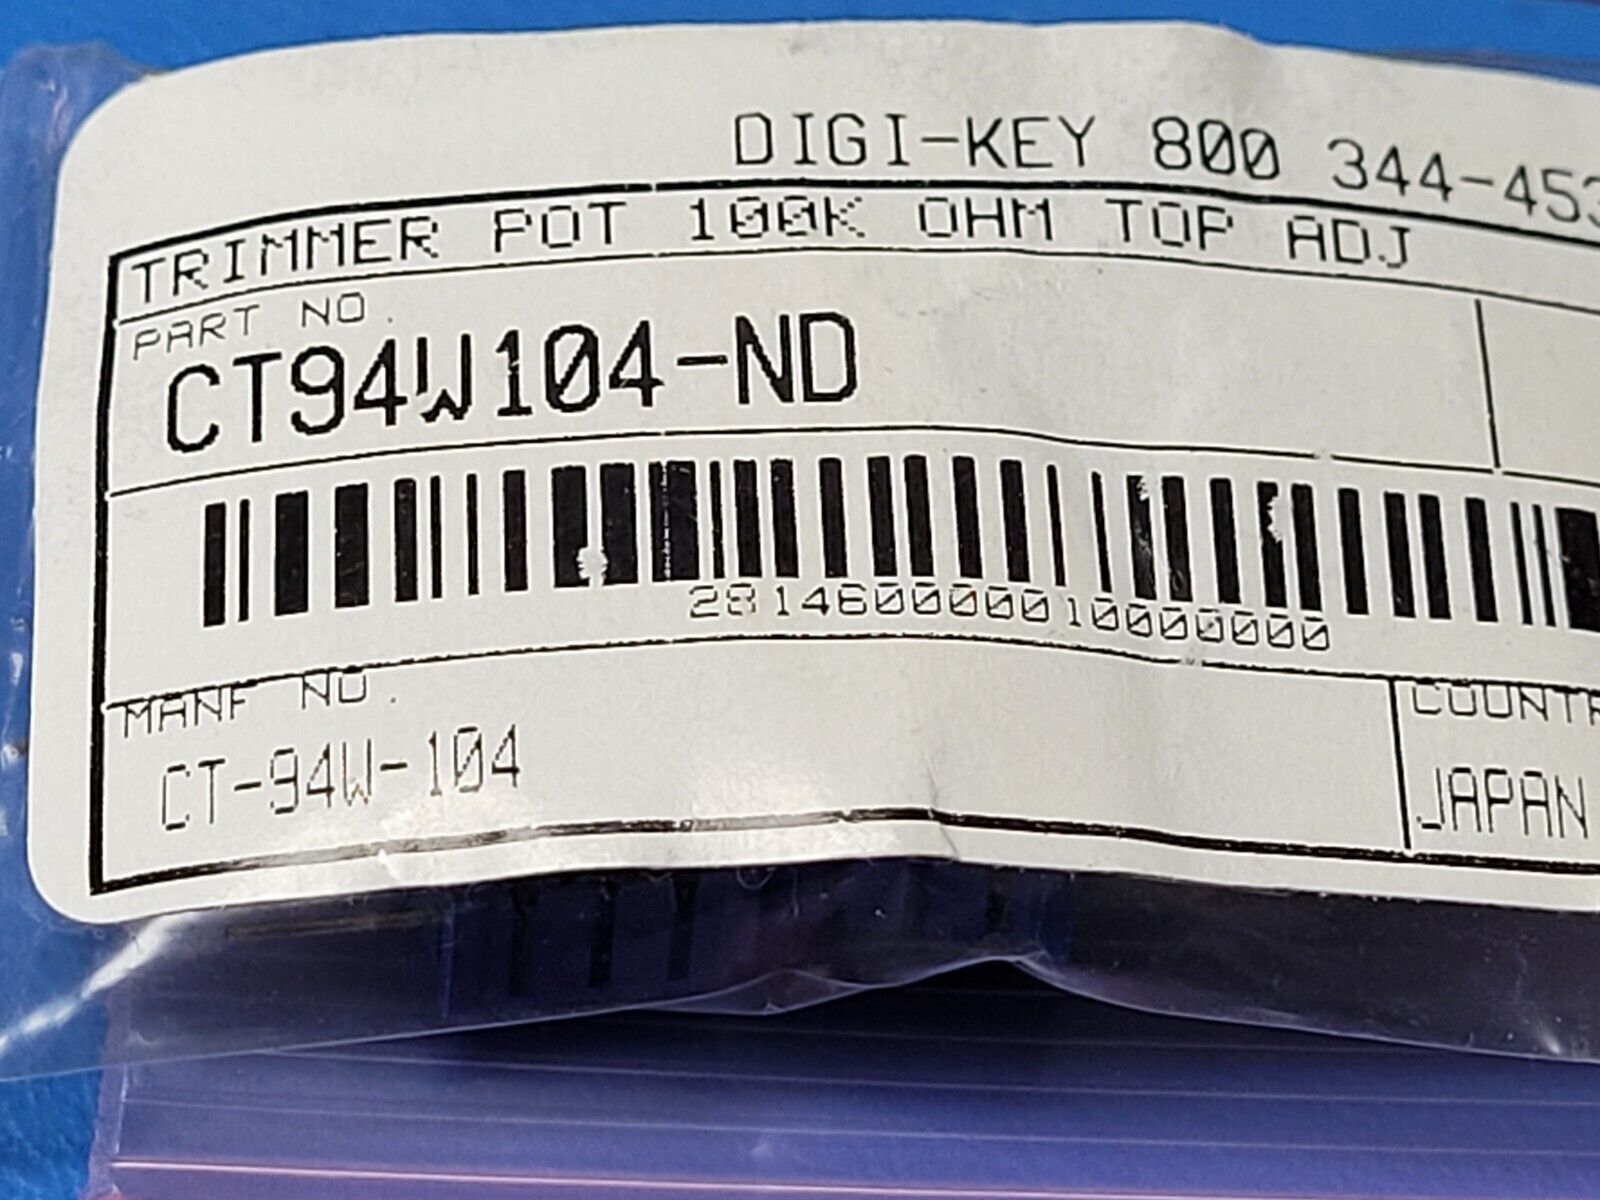 DIGI-KEY 800 344-453
TRIMMER POT 100K OHM TOP ADJ
PART NO.
CT94W104-ND
2814600000010000000
MANF NO.
COUNTR
CT-94W-104
JAPAN